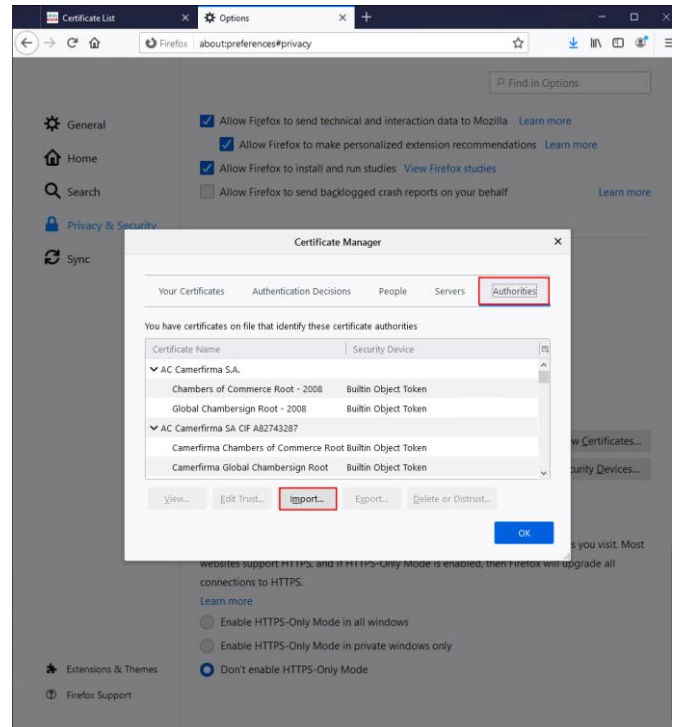 Certificate List
Options
Firefox about:preferences#privacy
Find in Options
General
Home
Search
Privacy & Security
Sync
Allow Firefox to send technical and interaction data to Mozilla Learn more
Allow Firefox to make personalized extension recommendations Learn more
Allow Firefox to install and run studies View Firefox studies
Allow Firefox to send backlogged crash reports on your behalf Learn more
Certificate Manager
Your Certificates Authentication Decisions People Servers Authorities
You have certificates on file that identify these certificate authorities
Certificate Name Security Device
AC Camerfirma S.A.
Chambers of Commerce Root - 2008 Builtin Object Token
Global Chambersign Root - 2008 Builtin Object Token
AC Camerfirma SA CIF A82743287
Camerfirma Chambers of Commerce Root Builtin Object Token
Camerfirma Global Chambersign Root Builtin Object Token
View... Edit Trust... Import... Export... Delete or Distrust...
OK
w Certificates...
curity Devices...
s you visit. Most
websites support HTTPS, and if HTTPS-Only Mode is enabled, then Firefox will upgrade all
connections to HTTPS.
Learn more
Enable HTTPS-Only Mode in all windows
Enable HTTPS-Only Mode in private windows only
Don't enable HTTPS-Only Mode
Extensions & Themes
Firefox Support